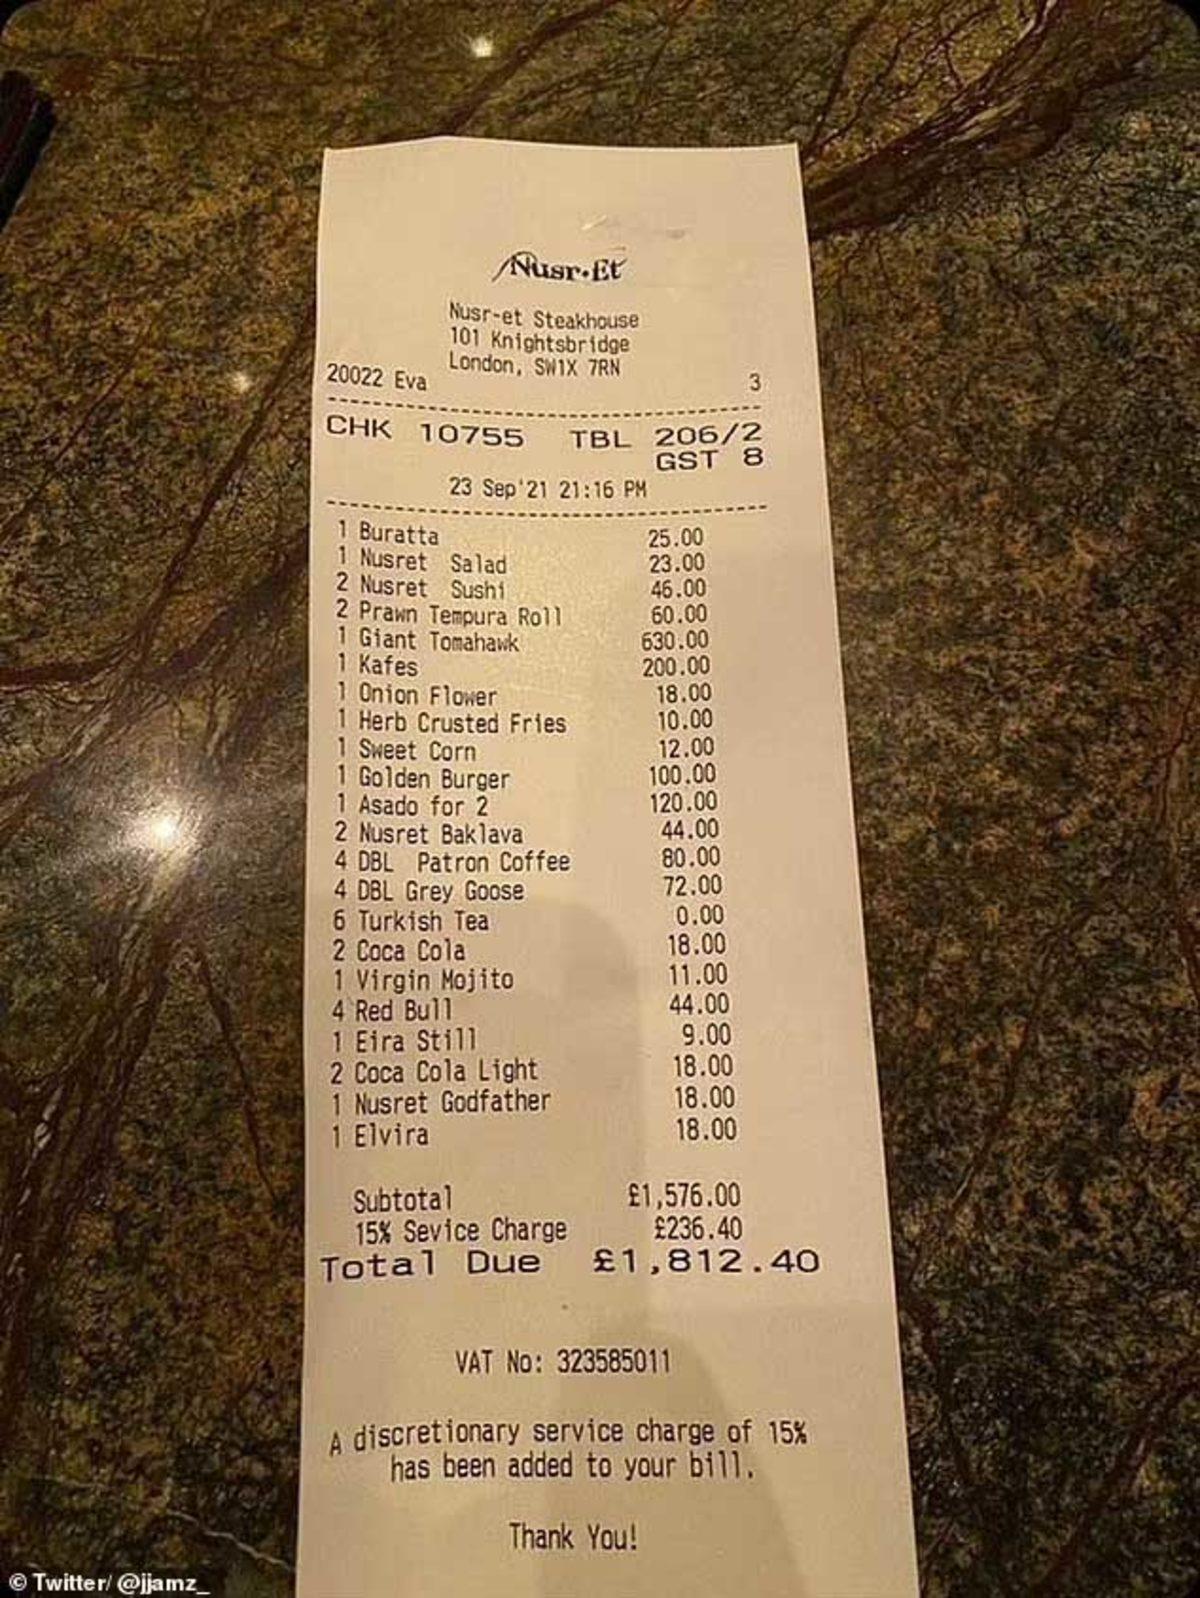 Nusr•Et
Nusr-et Steakhouse
101 Knightsbridge
London, SW1X 7RN
20022 Eva 3
CHK 10755 TBL 206/2
GST 8
23 Sep'21 21:16 PM
1 Buratta 25.00
1 Nusret Salad 23.00
2 Nusret Sushi 46.00
2 Prawn Tempura Roll 60.00
1 Giant Tomahawk 630.00
1 Kafes 200.00
1 Onion Flower 18.00
1 Herb Crusted Fries 10.00
1 Sweet Corn 12.00
1 Golden Burger 100.00
1 Asado for 2 120.00
2 Nusret Baklava 44.00
4 DBL Patron Coffee 80.00
4 DBL Grey Goose 72.00
6 Turkish Tea 0.00
2 Coca Cola 18.00
1 Virgin Mojito 11.00
4 Red Bull 44.00
1 Eira Still 9.00
2 Coca Cola Light 18.00
1 Nusret Godfather 18.00
1 Elvira 18.00
Subtotal £1,576.00
15% Sevice Charge £236.40
Total Due £1,812.40
VAT No: 323585011
A discretionary service charge of 15%
has been added to your bill.
Thank You!
© Twitter/ @jjamz_